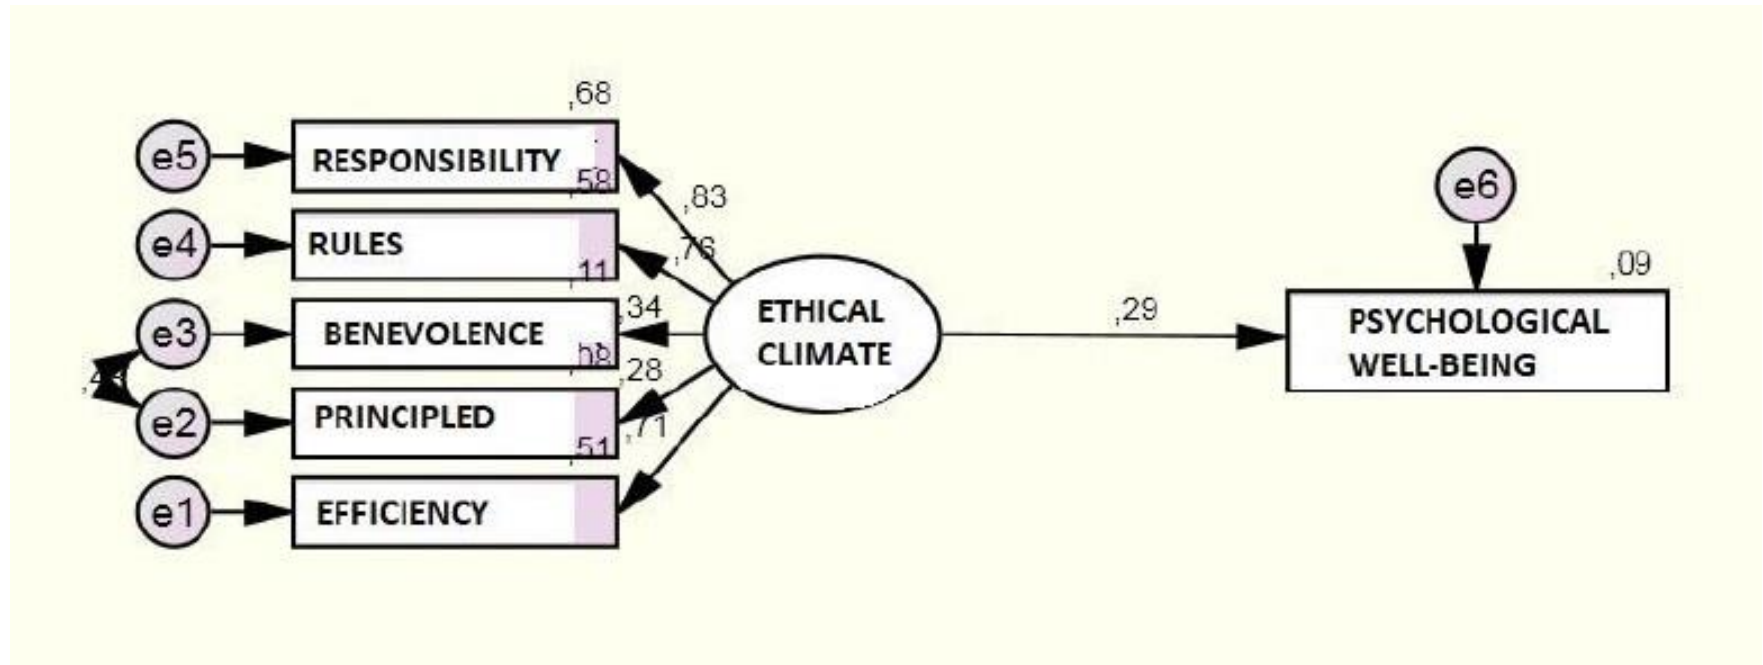 ,68
e5
RESPONSIBILITY
,58
,83
e6
e4
RULES
,76
,11
,09
e3
BENEVOLENCE
,34
ETHICAL
CLIMATE
,29
PSYCHOLOGICAL
WELL-BEING
,08
,28
e2
PRINCIPLED
,51
,71
e1
EFFICIENCY